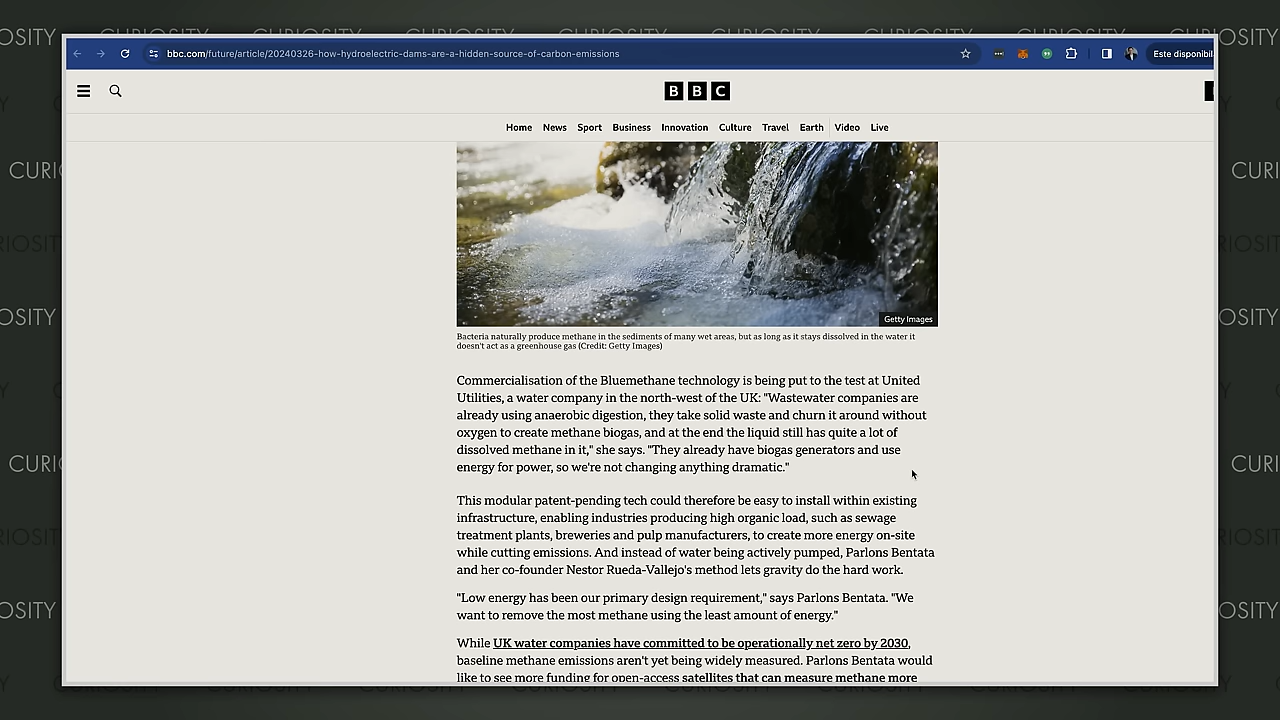 bbc.com/future/article/20240326-how-hydroelectric-dams-are-a-hidden-source-of-carbon-emissions
Este disponibil
BBC
Home News Sport Business Innovation Culture Travel Earth Video Live
Getty Images
Bacteria naturally produce methane in the sediments of many wet areas, but as long as it stays dissolved in the water it
doesn't act as a greenhouse gas (Credit: Getty Images)
Commercialisation of the Bluemethane technology is being put to the test at United
Utilities, a water company in the north-west of the UK: "Wastewater companies are
already using anaerobic digestion, they take solid waste and churn it around without
oxygen to create methane biogas, and at the end the liquid still has quite a lot of
dissolved methane in it," she says. "They already have biogas generators and use
energy for power, so we're not changing anything dramatic."
This modular patent-pending tech could therefore be easy to install within existing
infrastructure, enabling industries producing high organic load, such as sewage
treatment plants, breweries and pulp manufacturers, to create more energy on-site
while cutting emissions. And instead of water being actively pumped, Parlons Bentata
and her co-founder Nestor Rueda-Vallejo's method lets gravity do the hard work.
"Low energy has been our primary design requirement," says Parlons Bentata. "We
want to remove the most methane using the least amount of energy."
While UK water companies have committed to be operationally net zero by 2030,
baseline methane emissions aren't yet being widely measured. Parlons Bentata would
like to see more funding for open-access satellites that can measure methane more